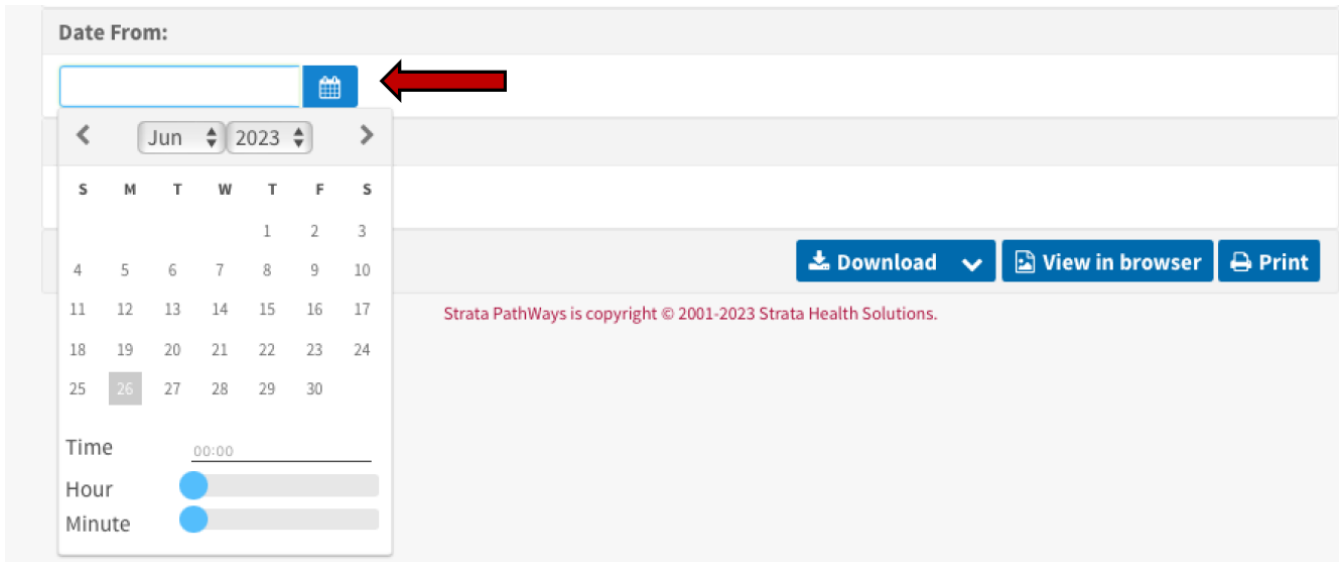 Date From:
Jun 2023
S M T W T F S
1 2 3
4 5 6 7 8 9 10
Download View in browser Print
11 12 13 14 15 16 17
Strata PathWays is copyright © 2001-2023 Strata Health Solutions.
18 19 20 21 22 23 24
25 26 27 28 29 30
Time 00:00
Hour
Minute